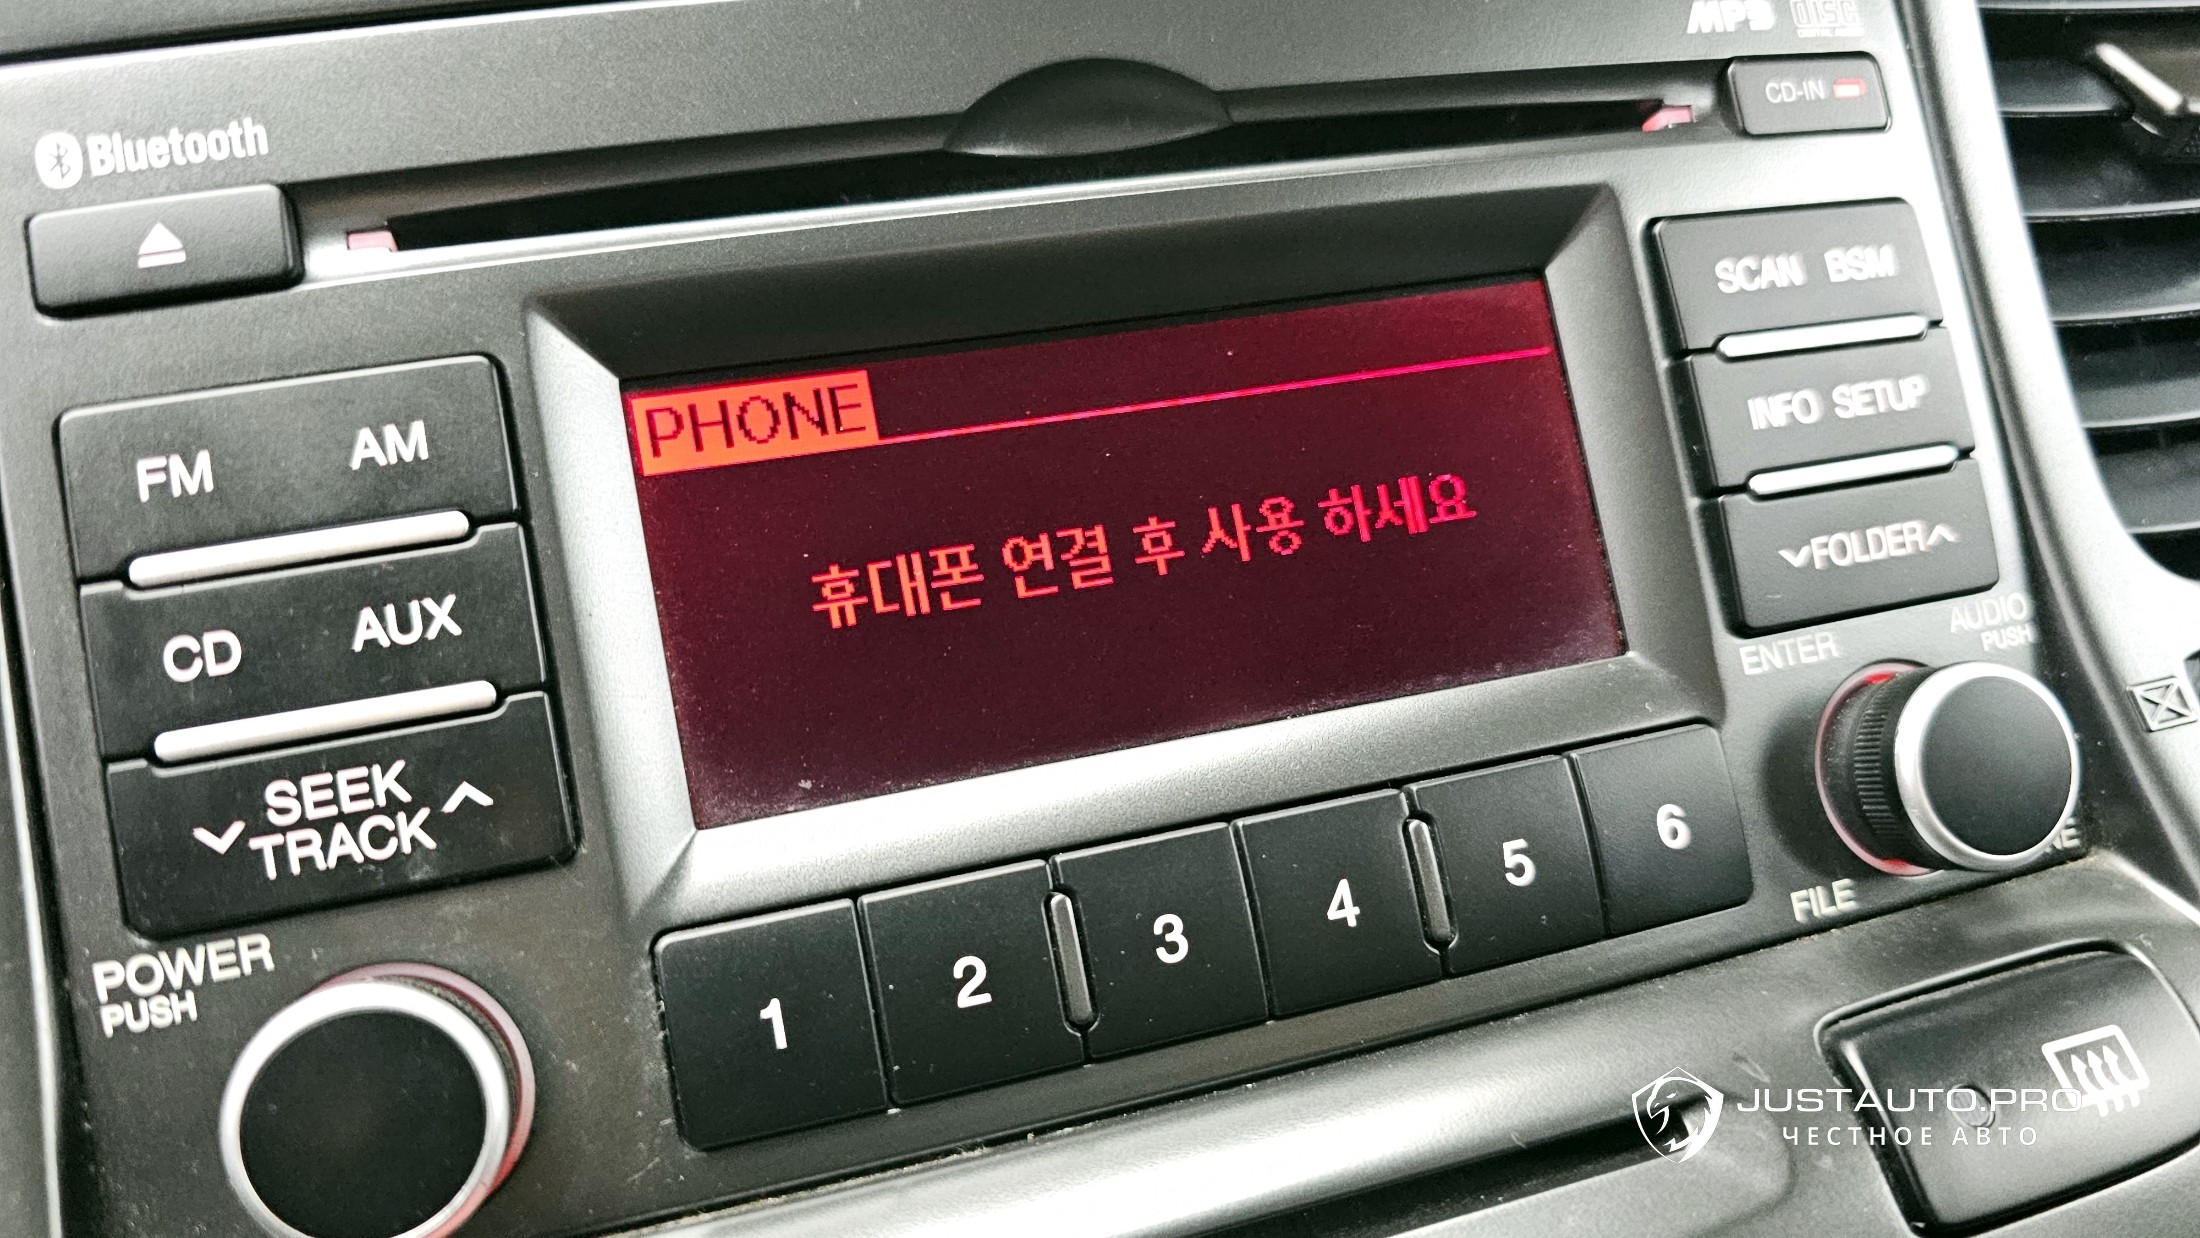 MP3 DISC
DIGITAL AUDIO
CD-IN
Bluetooth
SCAN BSM
FM AM
PHONE
INFO SETUP
휴대폰 연결 후 사용 하세요
CD AUX
FOLDER
AUDIO
PUSH
ENTER
SEEK
TRACK
POWER
PUSH
1 2 3 4 5 6
FILE
JUSTAUTO.PRO
ЧЕСТНОЕ АВТО